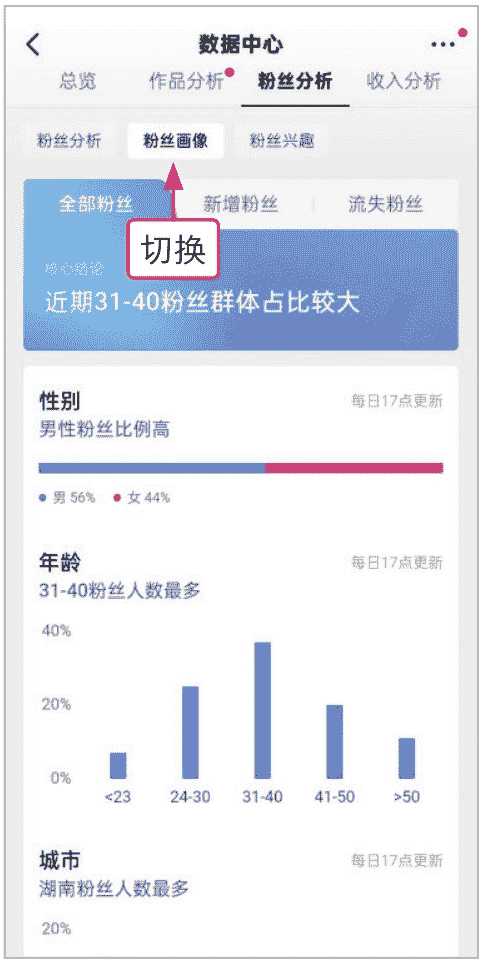 数据中心
总览 作品分析 粉丝分析 收入分析
粉丝分析 粉丝画像 粉丝兴趣
全部粉丝 新增粉丝 流失粉丝
切换
核心结论
近期31-40粉丝群体占比较大
性别 每日17点更新
男性粉丝比例高
男 56% 女 44%
年龄 每日17点更新
31-40粉丝人数最多
40%
20%
0%
<23 24-30 31-40 41-50 >50
城市 每日17点更新
湖南粉丝人数最多
20%